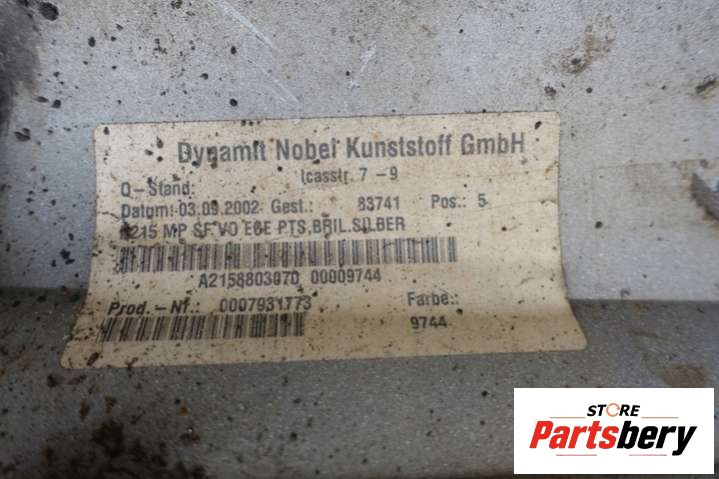 Dynamit Nobel Kunststoff GmbH
Icasstr. 7 - 9
Q-Stand:
Datum: 03.09.2002 Gest.: 83741 Pos.: 5
215 MP SF. VO ECE PTS,BRIL.SILBER
A2158803070 00009744
Prod.-Nr.: 0007931773 Farbe.:
9744
STORE
Partsbery